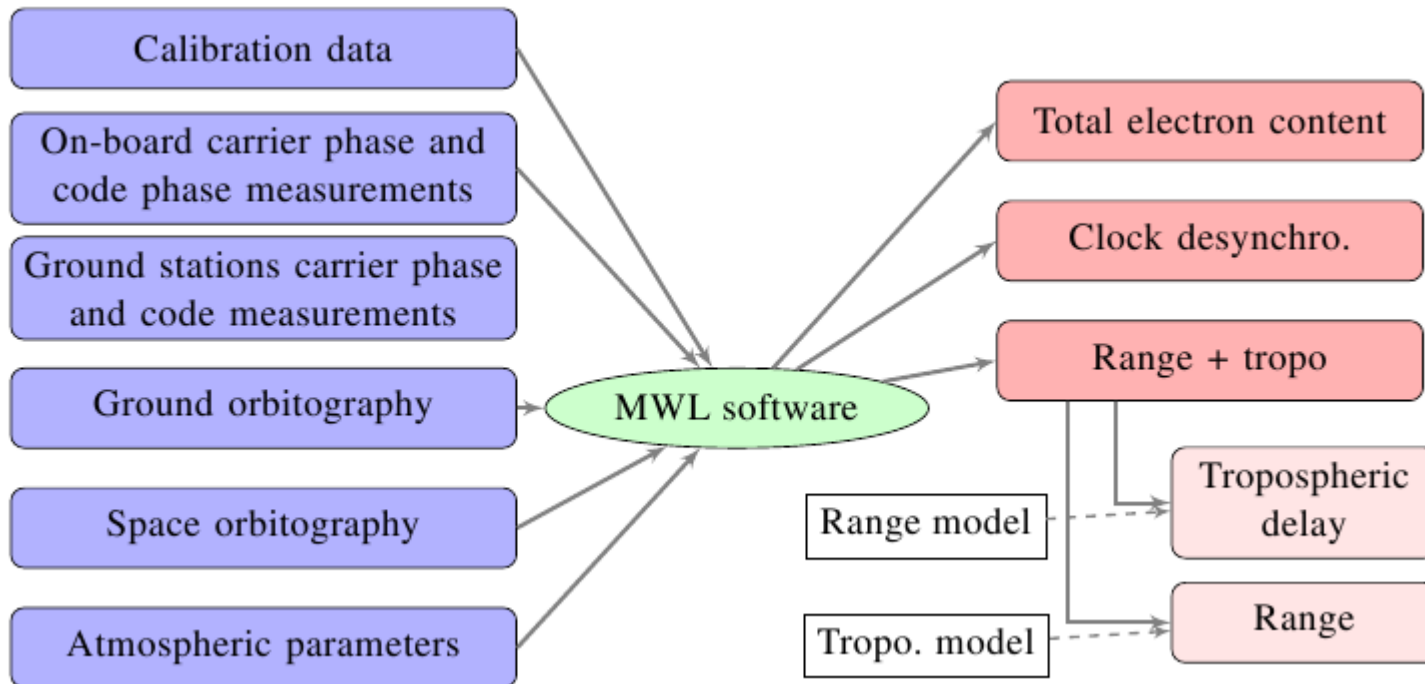 Calibration data
On-board carrier phase and
code phase measurements
Ground stations carrier phase
and code measurements
Ground orbitography
Space orbitography
Atmospheric parameters
MWL software
Total electron content
Clock desynchro.
Range + tropo
Range model
Tropospheric
delay
Tropo. model
Range